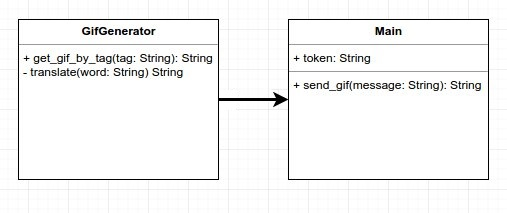 GifGenerator
+ get_gif_by_tag(tag: String): String
- translate(word: String) String
Main
+ token: String
+ send_gif(message: String): String